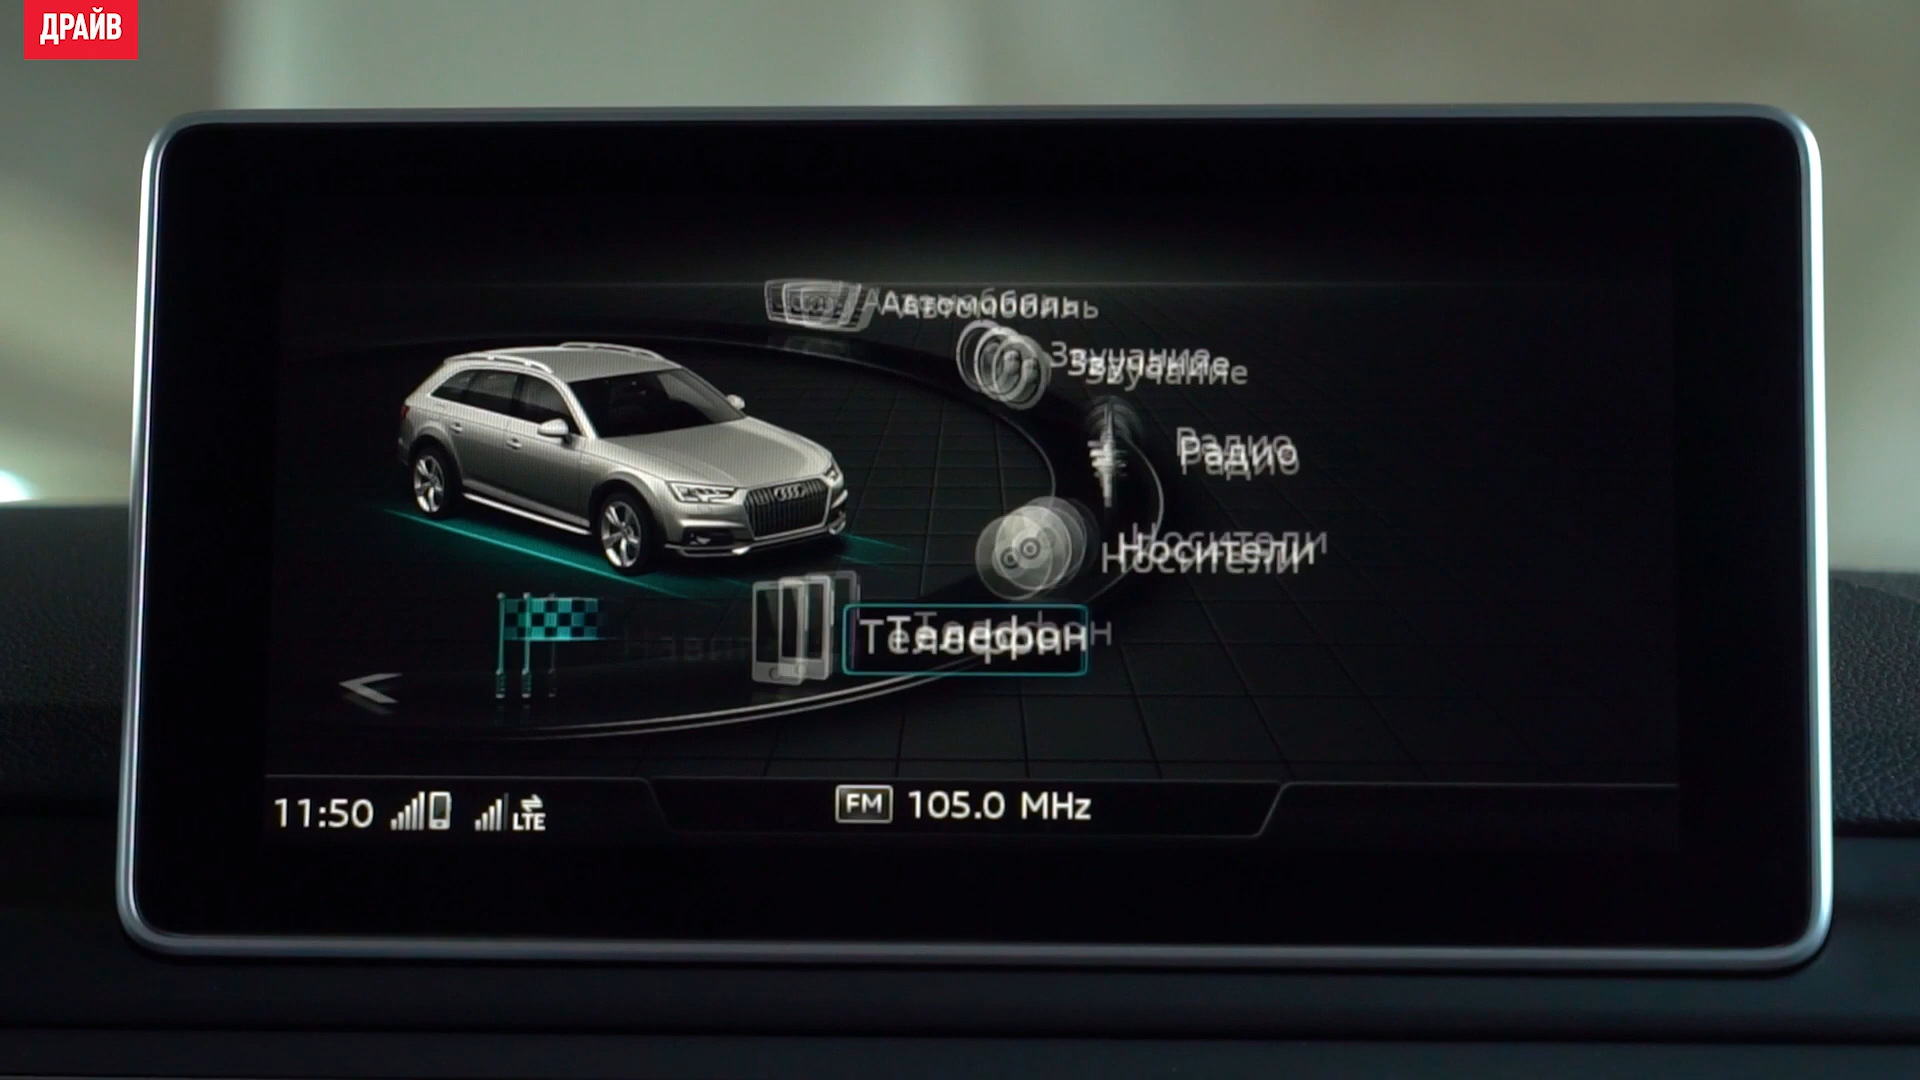 ДРАЙВ
Автомобиль
Звучание
Радио
Носители
Телефон
11:50 LTE FM 105.0 MHz